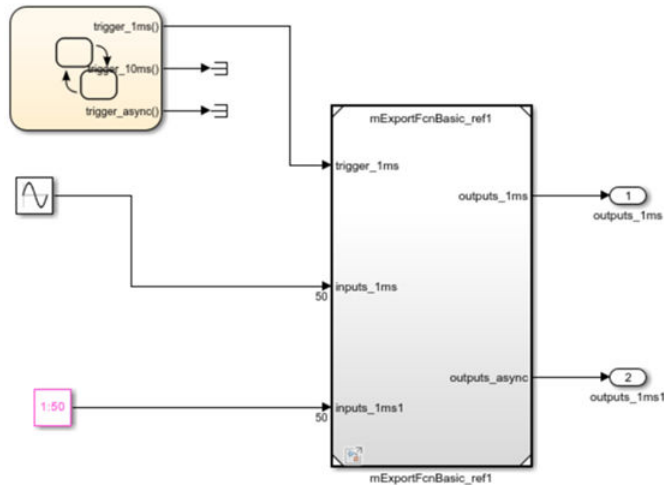 trigger_1ms()
trigger_10ms()
trigger_async()
mExportFcnBasic_ref1
trigger_1ms
outputs_1ms
1
outputs_1ms
50
inputs_1ms
outputs_async
2
outputs_1ms1
1:50
50
inputs_1ms1
mExportFcnBasic_ref1